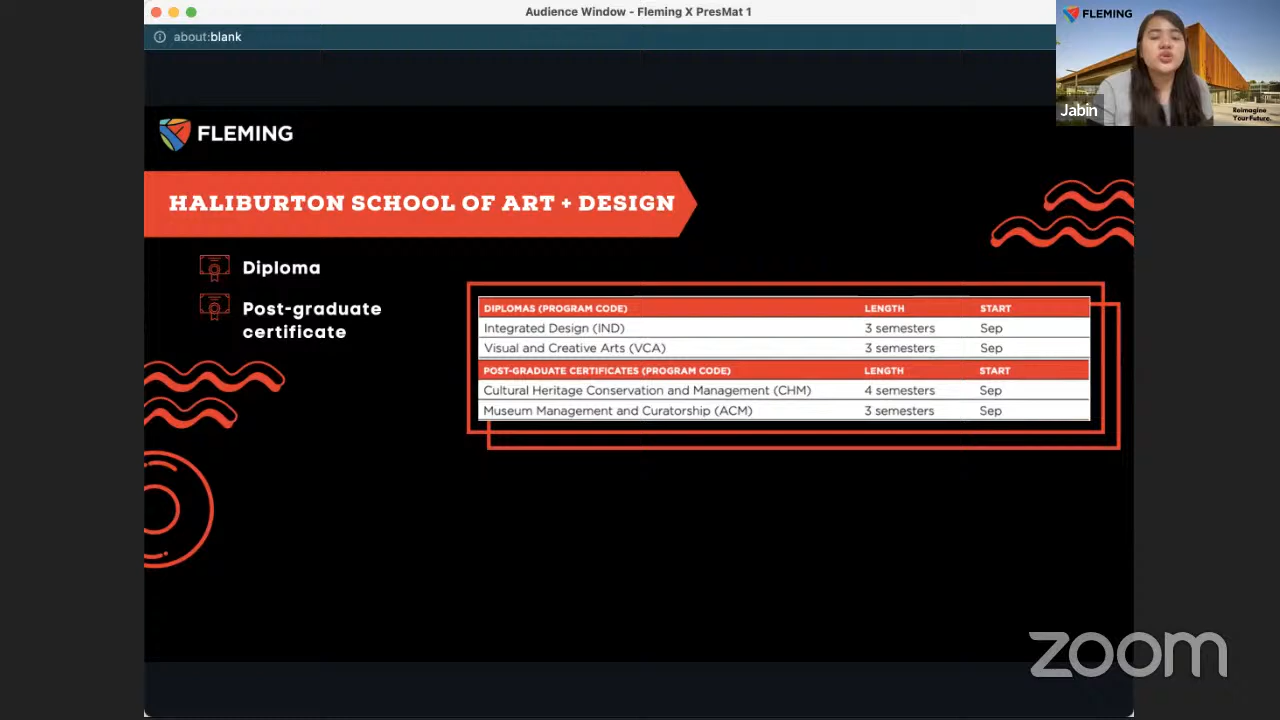 Audience Window - Fleming X PresMat 1
about:blank
FLEMING
Jabin
Reimagine
Your Future.
FLEMING
HALIBURTON SCHOOL OF ART + DESIGN
Diploma
Post-graduate
certificate
DIPLOMAS (PROGRAM CODE) LENGTH START
Integrated Design (IND) 3 semesters Sep
Visual and Creative Arts (VCA) 3 semesters Sep
POST-GRADUATE CERTIFICATES (PROGRAM CODE) LENGTH START
Cultural Heritage Conservation and Management (CHM) 4 semesters Sep
Museum Management and Curatorship (ACM) 3 semesters Sep
zoom